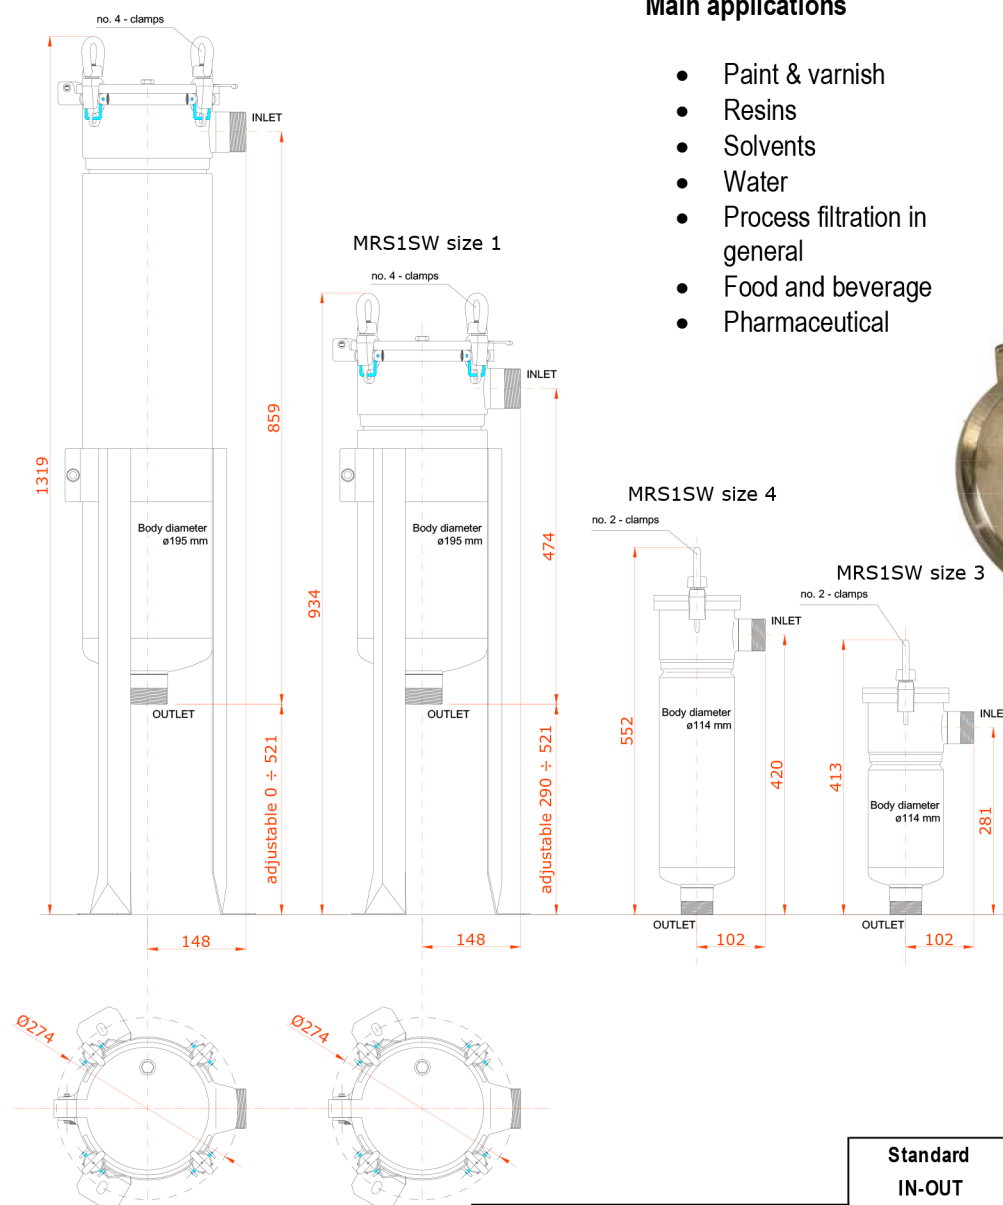 Main applications
• Paint & varnish
• Resins
• Solvents
• Water
• Process filtration in
general
• Food and beverage
• Pharmaceutical
no. 4 - clamps
INLET
1319
859
Body diameter
ø195 mm
OUTLET
adjustable 0 ÷ 521
148
MRS1SW size 1
no. 4 - clamps
INLET
934
474
Body diameter
ø195 mm
OUTLET
adjustable 290 ÷ 521
148
MRS1SW size 4
no. 2 - clamps
INLET
552
420
Body diameter
ø114 mm
OUTLET
102
MRS1SW size 3
no. 2 - clamps
INLE
413
281
Body diameter
ø114 mm
OUTLET
102
Ø274
Ø274
Standard
IN-OUT